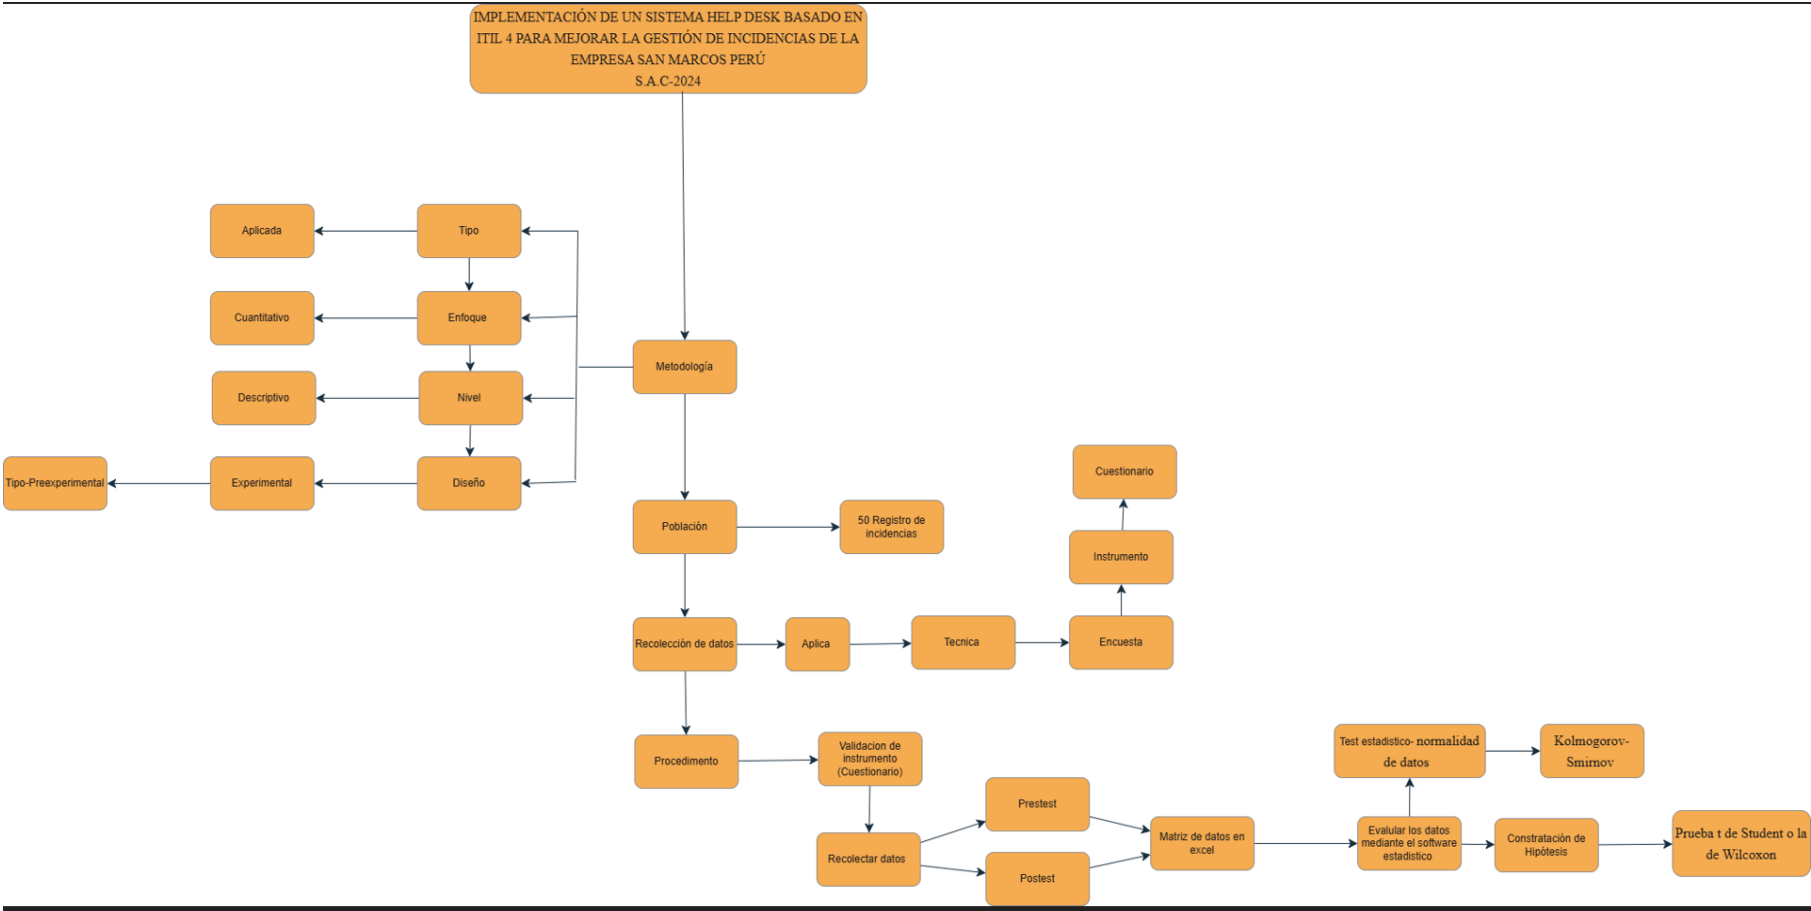 IMPLEMENTACIÓN DE UN SISTEMA HELP DESK BASADO EN
ITIL 4 PARA MEJORAR LA GESTIÓN DE INCIDENCIAS DE LA
EMPRESA SAN MARCOS PERÚ
S.A.C-2024
Aplicada
Tipo
Cuantitativo
Enfoque
Metodología
Descriptivo
Nivel
Tipo-Preexperimental
Experimental
Diseño
Cuestionario
Población
50 Registro de
incidencias
Instrumento
Recolección de datos
Aplica
Tecnica
Encuesta
Procedimento
Validacion de
instrumento
(Cuestionario)
Test estadistico- normalidad
de datos
Kolmogorov-
Smirnov
Prestest
Recolectar datos
Postest
Matriz de datos en
excel
Evalular los datos
mediante el software
estadistico
Constratación de
Hipótesis
Prueba t de Student o la
de Wilcoxon